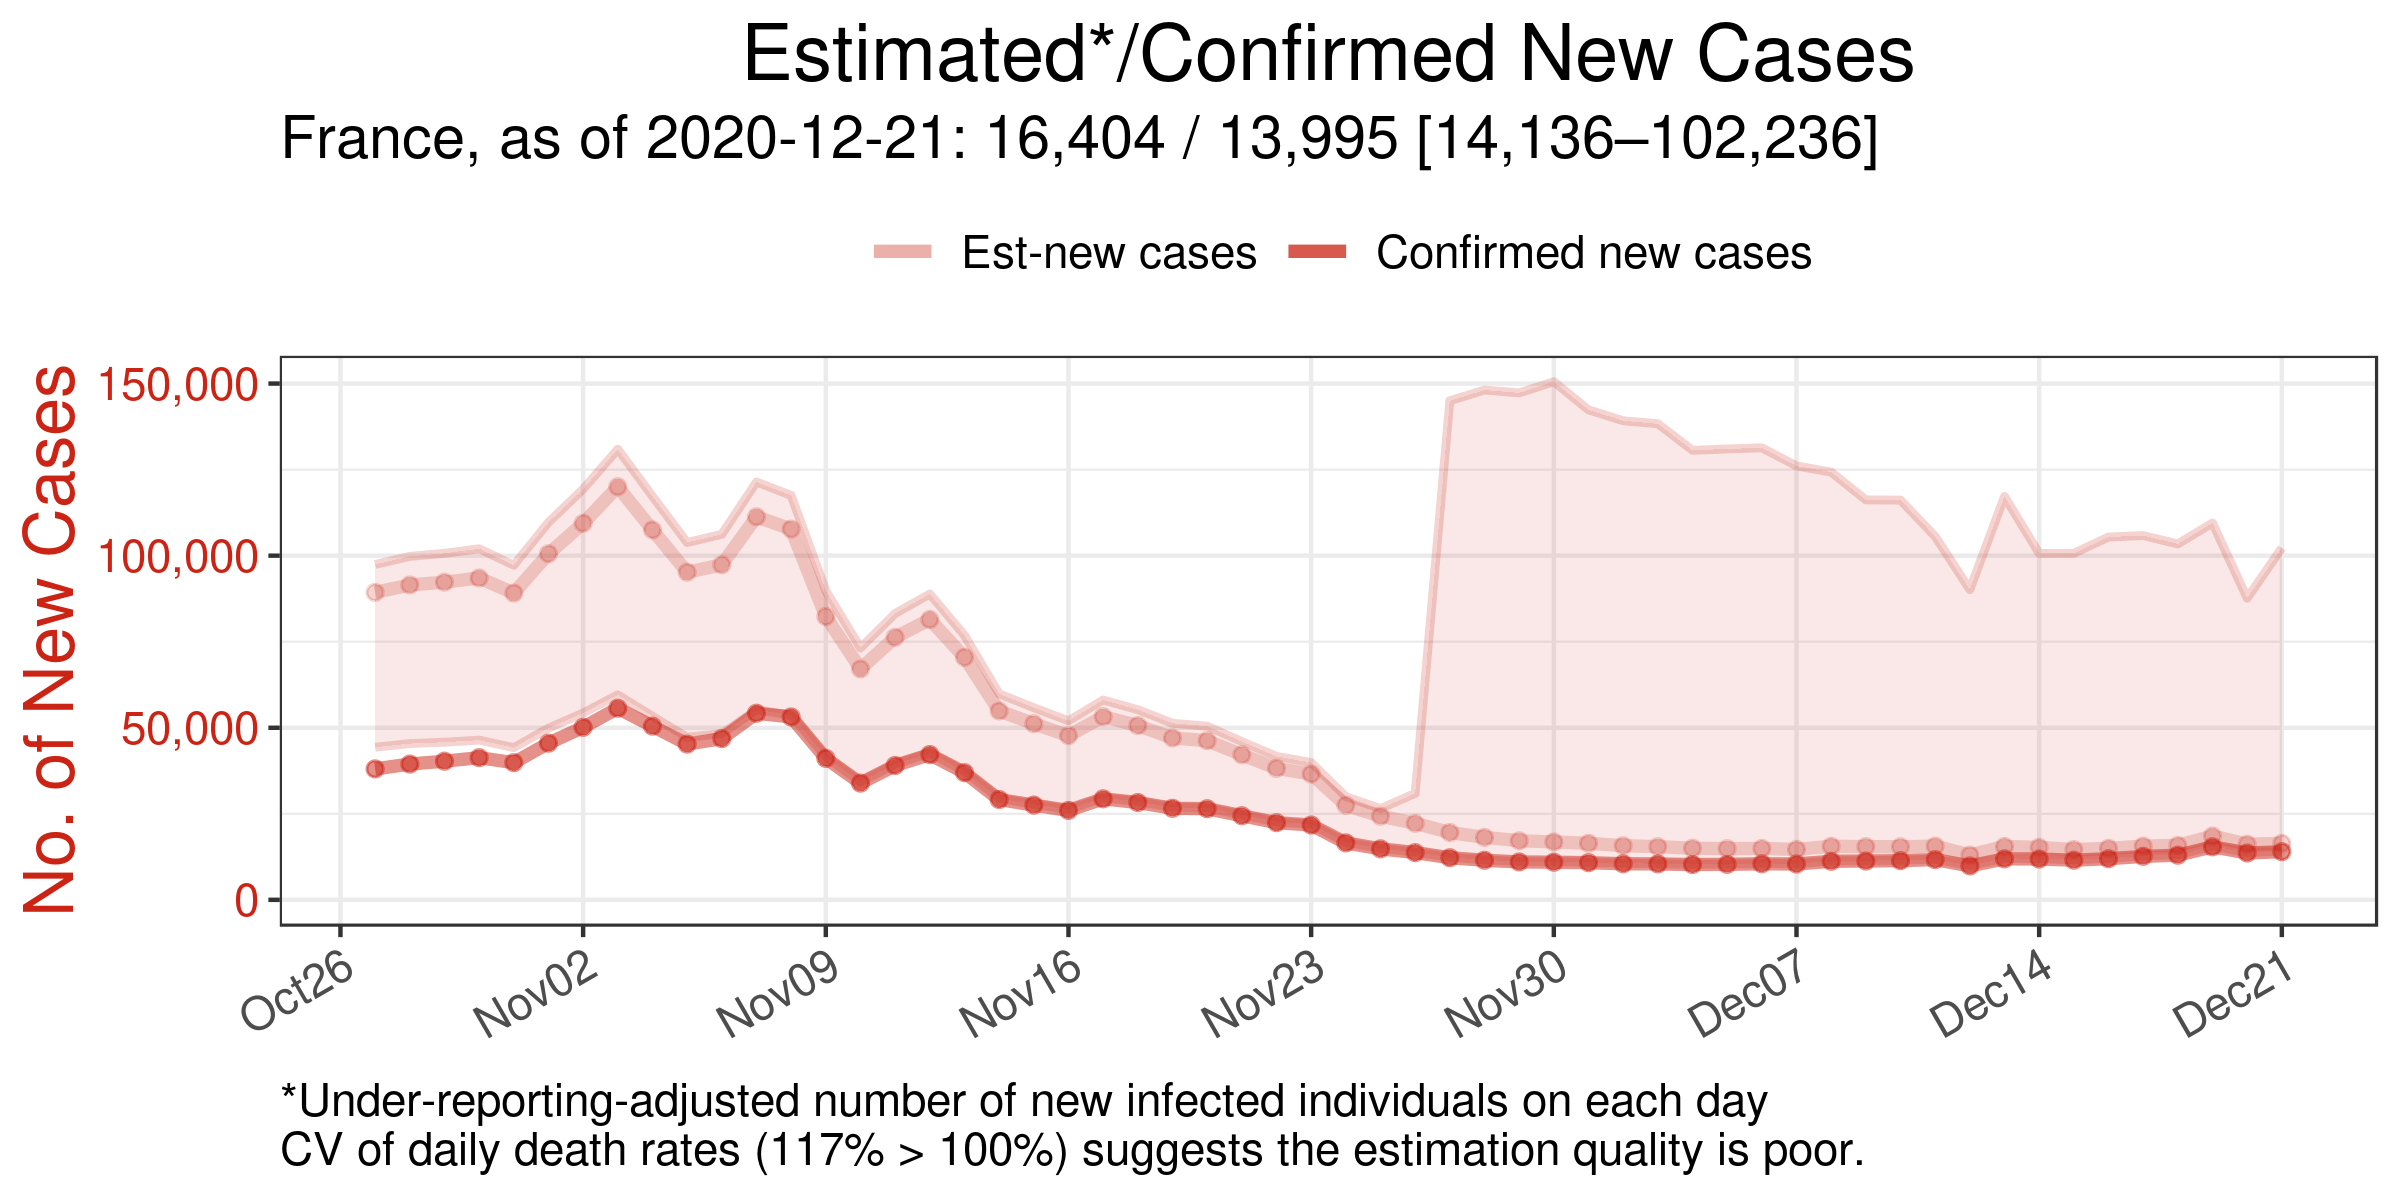 Estimated*/Confirmed New Cases
France, as of 2020-12-21: 16,404 / 13,995 [14,136–102,236]
Est-new cases
Confirmed new cases
No. of New Cases
150,000
100,000
50,000
0
Oct26
Nov02
Nov09
Nov16
Nov23
Nov30
Dec07
Dec14
Dec21
*Under-reporting-adjusted number of new infected individuals on each day
CV of daily death rates (117% > 100%) suggests the estimation quality is poor.